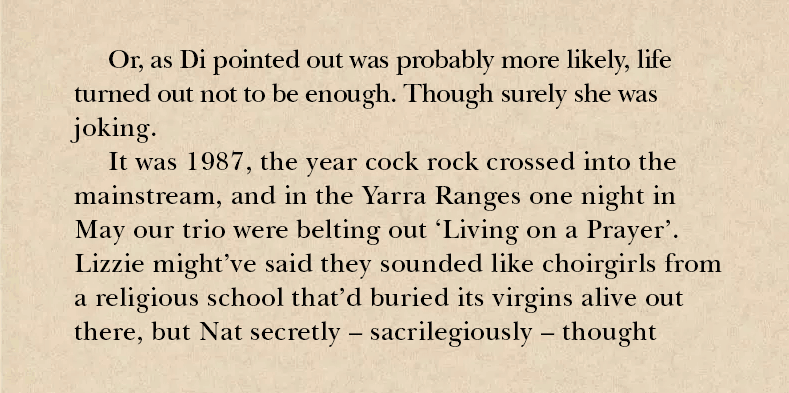 Or, as Di pointed out was probably more likely, life
turned out not to be enough. Though surely she was
joking.
It was 1987, the year cock rock crossed into the
mainstream, and in the Yarra Ranges one night in
May our trio were belting out ‘Living on a Prayer’.
Lizzie might’ve said they sounded like choirgirls from
a religious school that’d buried its virgins alive out
there, but Nat secretly – sacrilegiously – thought